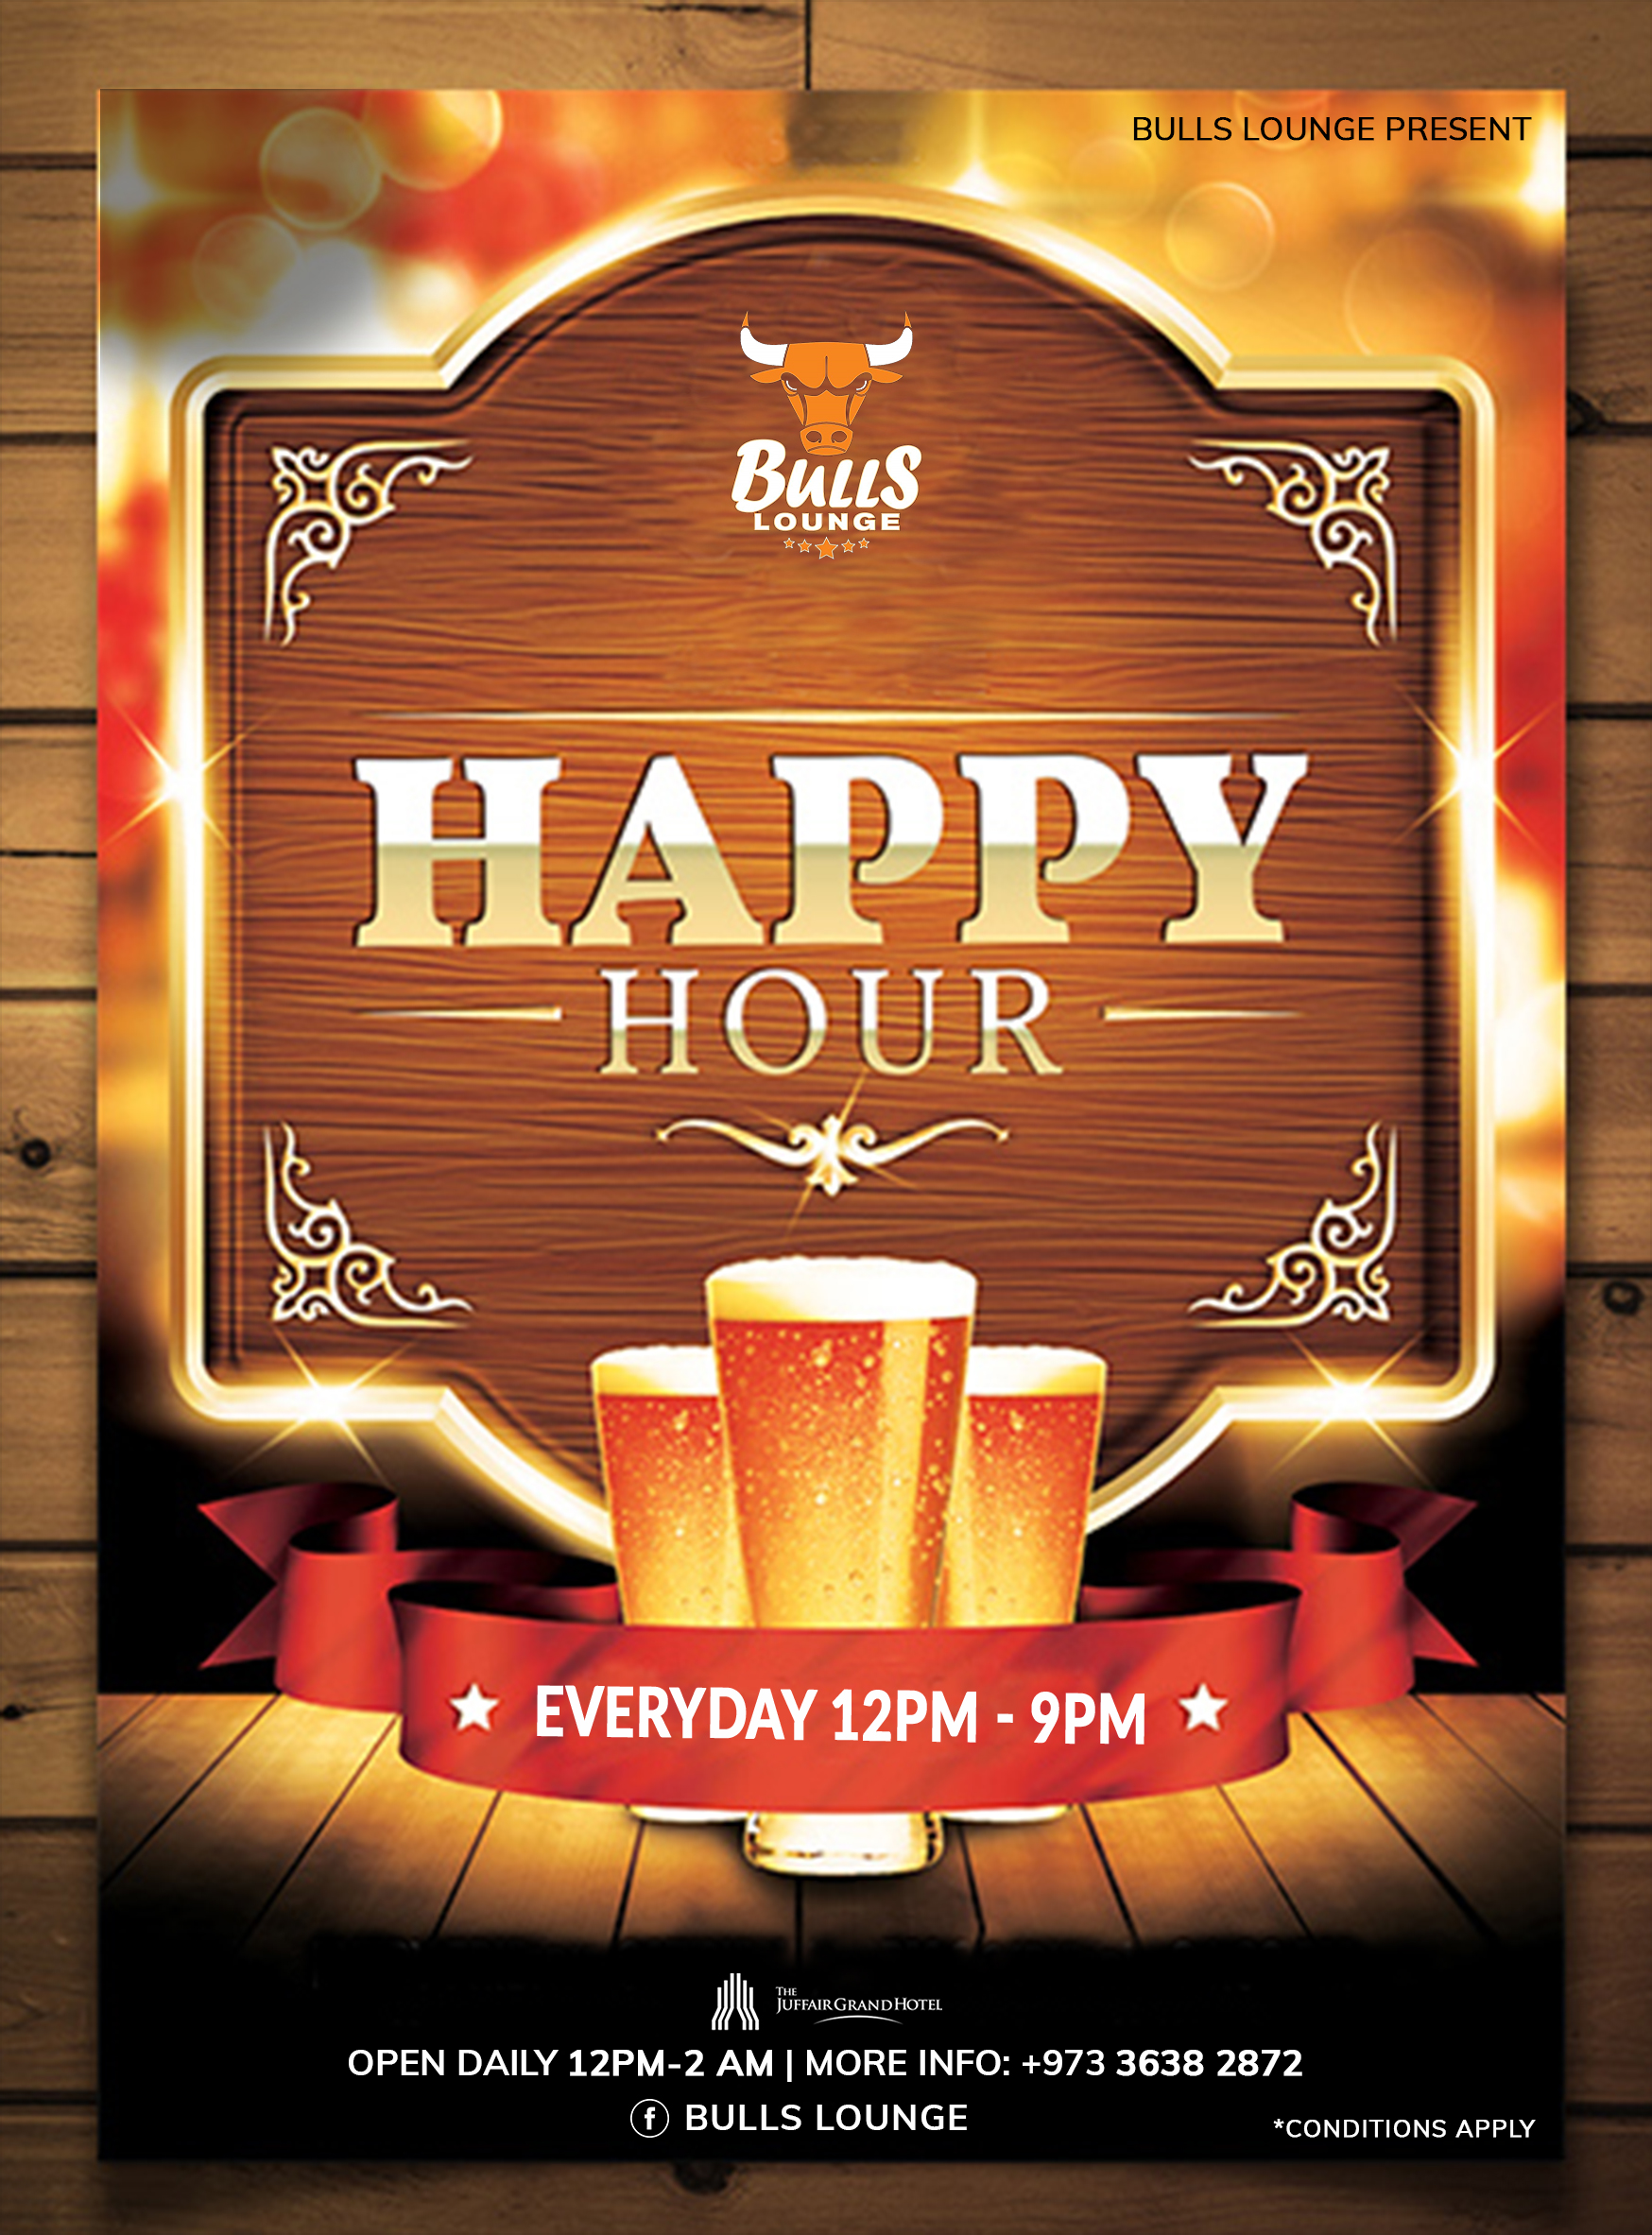 BULLS LOUNGE PRESENT
BULLS
LOUNGE
HAPPY
HOUR
EVERYDAY 12PM - 9PM
THE
JUFFAIR GRAND HOTEL
OPEN DAILY 12PM-2 AM | MORE INFO: +973 3638 2872
BULLS LOUNGE
*CONDITIONS APPLY